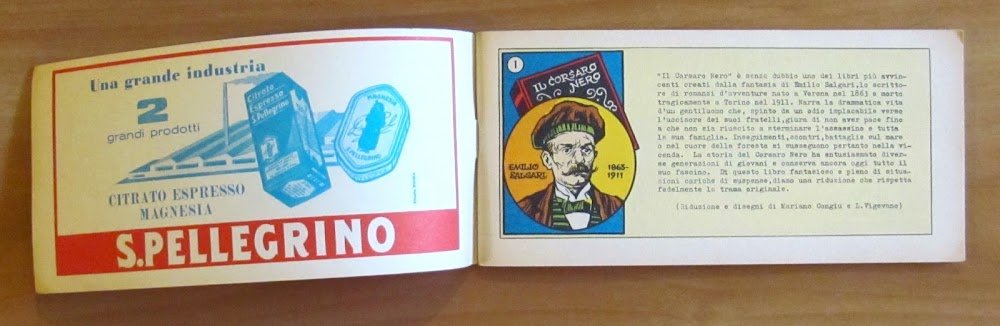 Una grande industria
2
grandi prodotti
Citrato
Espresso
S.Pellegrino
MAGNESIA
S.PELLEGRINO
CITRATO ESPRESSO
MAGNESIA
S.PELLEGRINO
1
IL CORSARO
NERO
EMILIO
SALGARI
1863-
1911
"Il Corsaro Nero" è senza dubbio uno dei libri più avvin-
centi creati dalla fantasia di Emilio Salgari,lo scritto-
re di romanzi d'avventure nato a Verona nel 1863 e morto
tragicamente a Torino nel 1911. Narra la drammatica vita
d'un gentiluomo che, spinto da un odio implacabile verso
l'uccisore dei suoi fratelli,giura di non aver pace fino
a che non sia riuscito a sterminare l'assassino e tutta
la sua famiglia. Inseguimenti,scontri,battaglie sul mare
o nel cuore della foresta si susseguono pertanto nella vi-
cenda. La storia del Corsaro Nero ha entusiasmato diver-
se generazioni di giovani e conserva ancora oggi tutto il
suo fascino. Di questo libro fantasioso e pieno di situa-
zioni cariche di suspense,diamo una riduzione che rispetta
fedelmente la trama originale.
(Riduzione e disegni di Mariano Congiu e L.Vigevano)